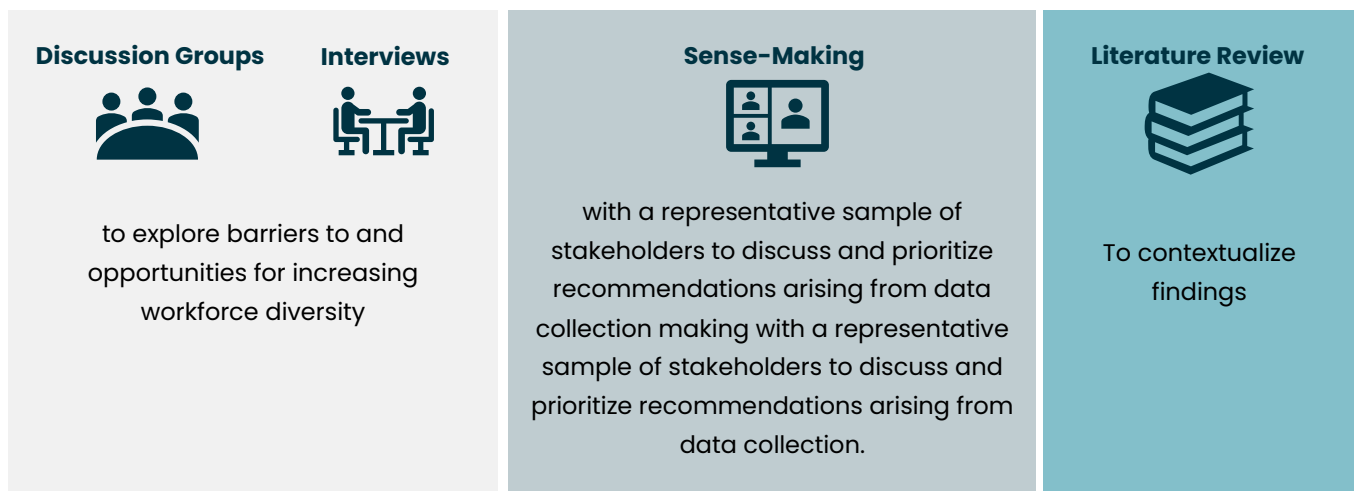 Discussion Groups
Interviews
to explore barriers to and
opportunities for increasing
workforce diversity
Sense-Making
with a representative sample of
stakeholders to discuss and prioritize
recommendations arising from data
collection making with a representative
sample of stakeholders to discuss and
prioritize recommendations arising from
data collection.
Literature Review
To contextualize
findings